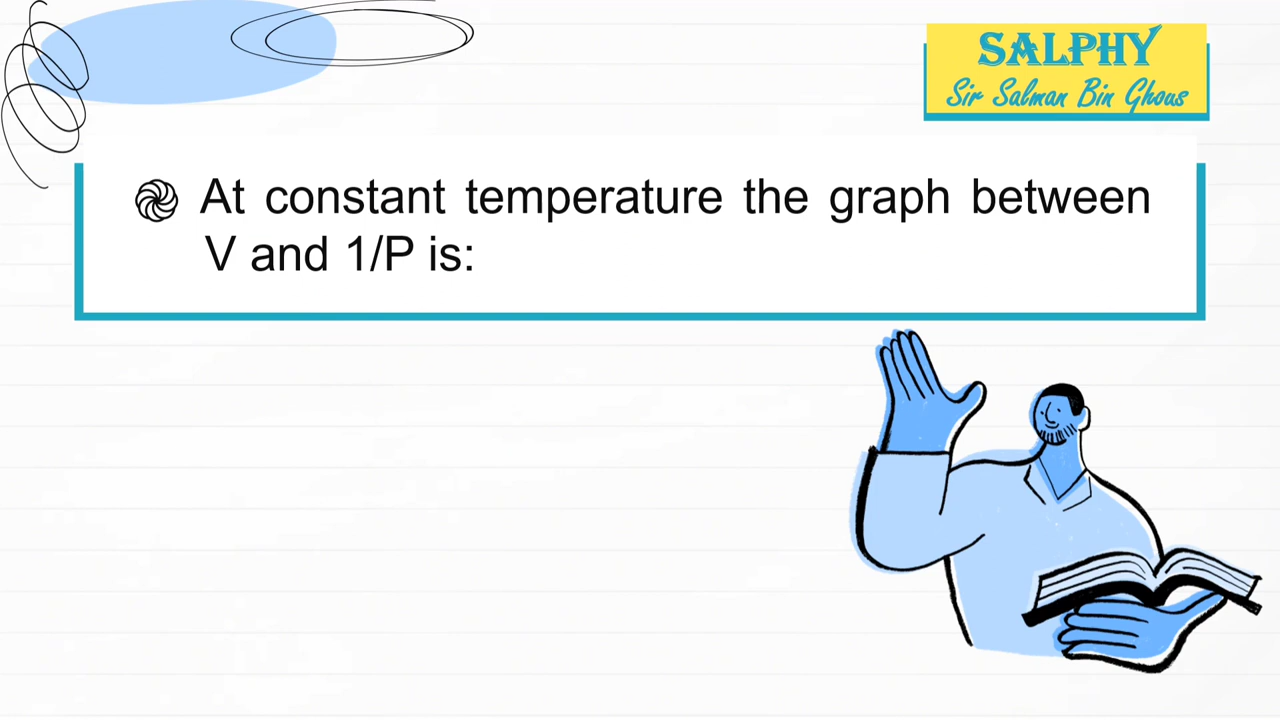 SALPHY
Sir Salman Bin Ghous
At constant temperature the graph between
V and 1/P is: